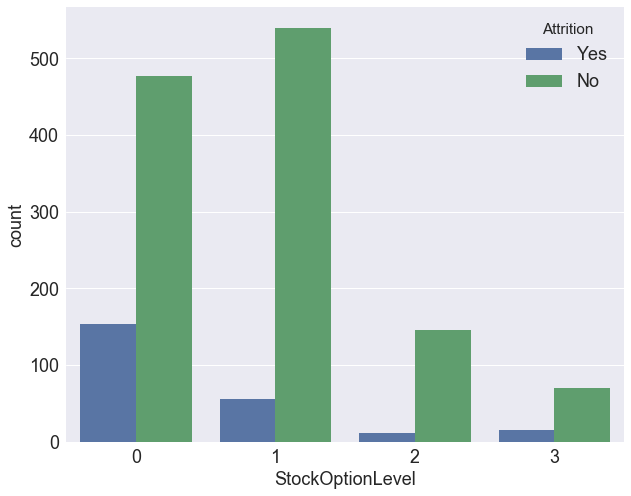 Attrition
Yes
No
500
400
300
200
100
0
count
0 1 2 3
StockOptionLevel